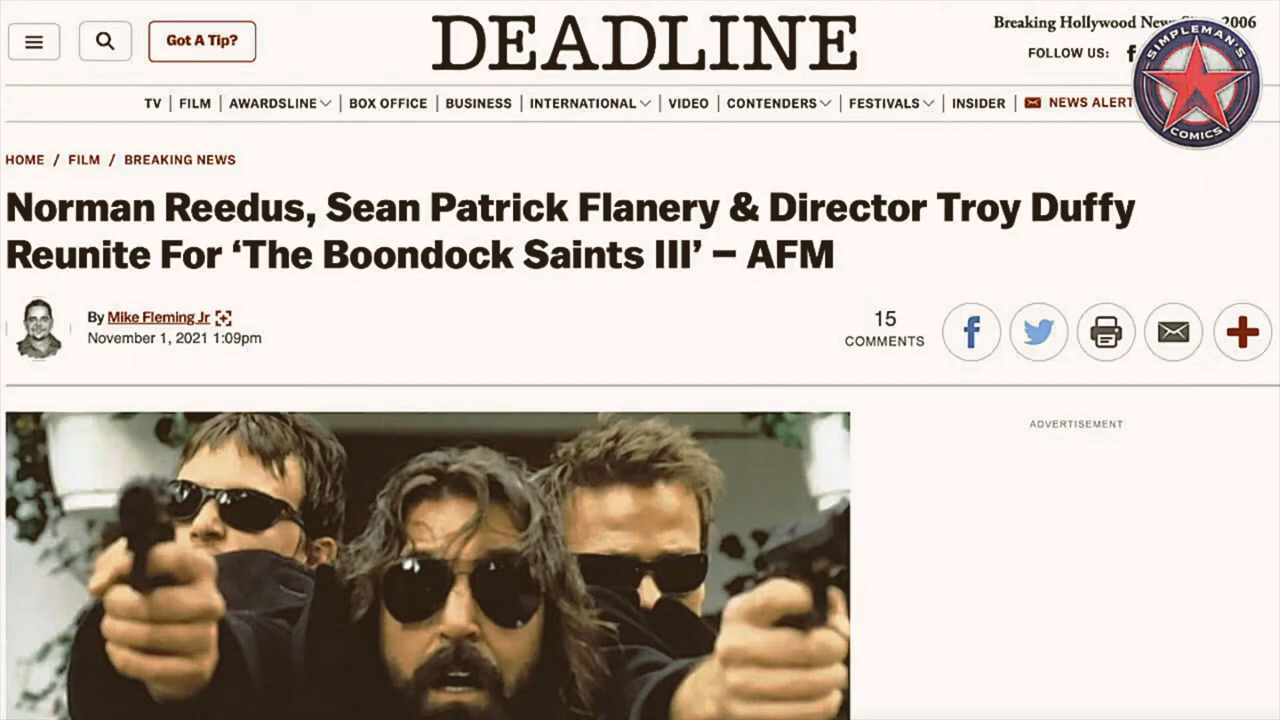 Got A Tip?
DEADLINE
Breaking Hollywood News 2006
FOLLOW US:
SIMPLEMAN'S
COMICS
TV | FILM | AWARDSLINE | BOX OFFICE | BUSINESS | INTERNATIONAL | VIDEO | CONTENDERS | FESTIVALS | INSIDER | NEWS ALERT
HOME / FILM / BREAKING NEWS
Norman Reedus, Sean Patrick Flanery & Director Troy Duffy
Reunite For ‘The Boondock Saints III’ – AFM
By Mike Fleming Jr
November 1, 2021 1:09pm
15
COMMENTS
ADVERTISEMENT